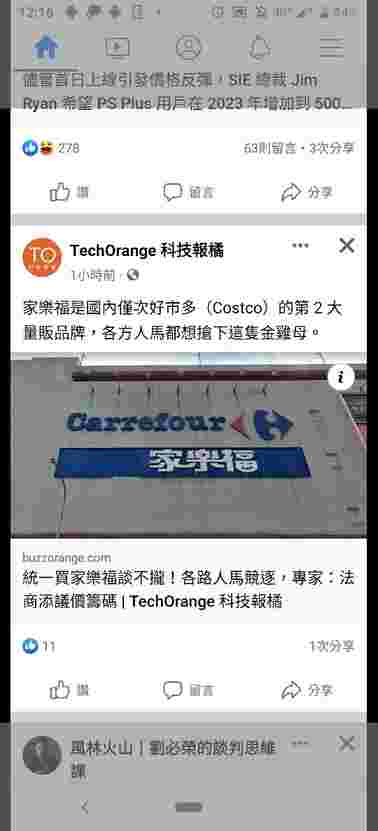 12:16
84%
儘管首日上線引發價格反彈，SIE 總裁 Jim
Ryan 希望 PS Plus 用戶在 2023 年增加到 500...
278
63則留言・3次分享
讚
留言
分享
TO
TechOrange 科技報橘
1小時前・
家樂福是國內僅次好市多（Costco）的第 2 大
量販品牌，各方人馬都想搶下這隻金雞母。
i
Carrefour
家樂福
buzzorange.com
統一買家樂福談不攏！各路人馬競逐，專家：法
商添議價籌碼 | TechOrange 科技報橘
11
1次分享
讚
留言
分享
風林火山｜劉必榮的談判思維
課